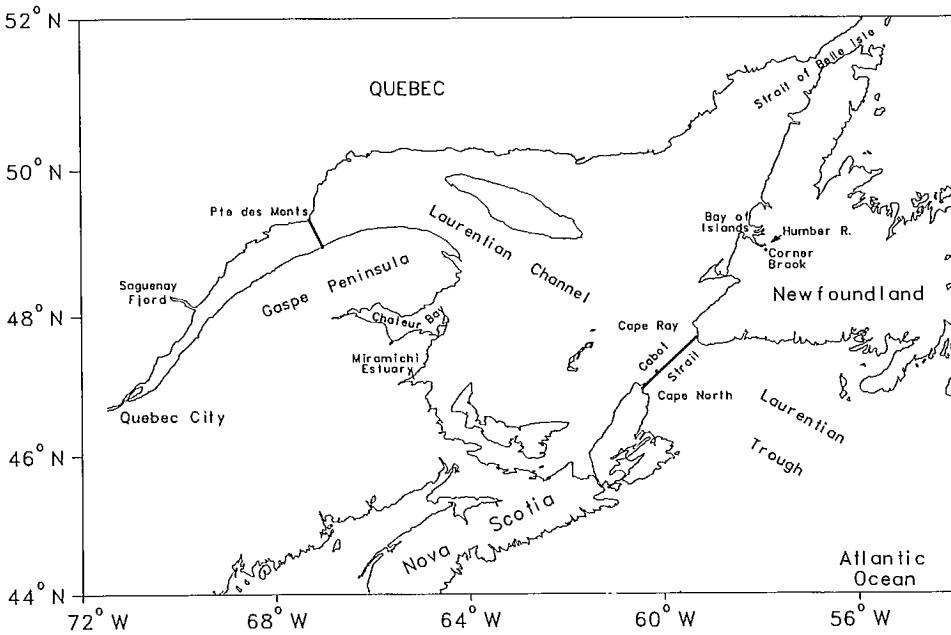 52° N
QUEBEC
Strait of Belle Isle
50° N
Pte des Monts
Laurentian Channel
Bay of
Islands
Humber R.
Corner
Brook
Saguenay
Fjord
Gaspe Peninsula
Newfoundland
48° N
Chaleur Bay
Cape Ray
Cabot
Strait
Miramichi
Estuary
Cape North
Quebec City
Laurentian
Trough
46° N
Nova Scotia
Atlantic
Ocean
44° N
72° W
68° W
64° W
60° W
56° W